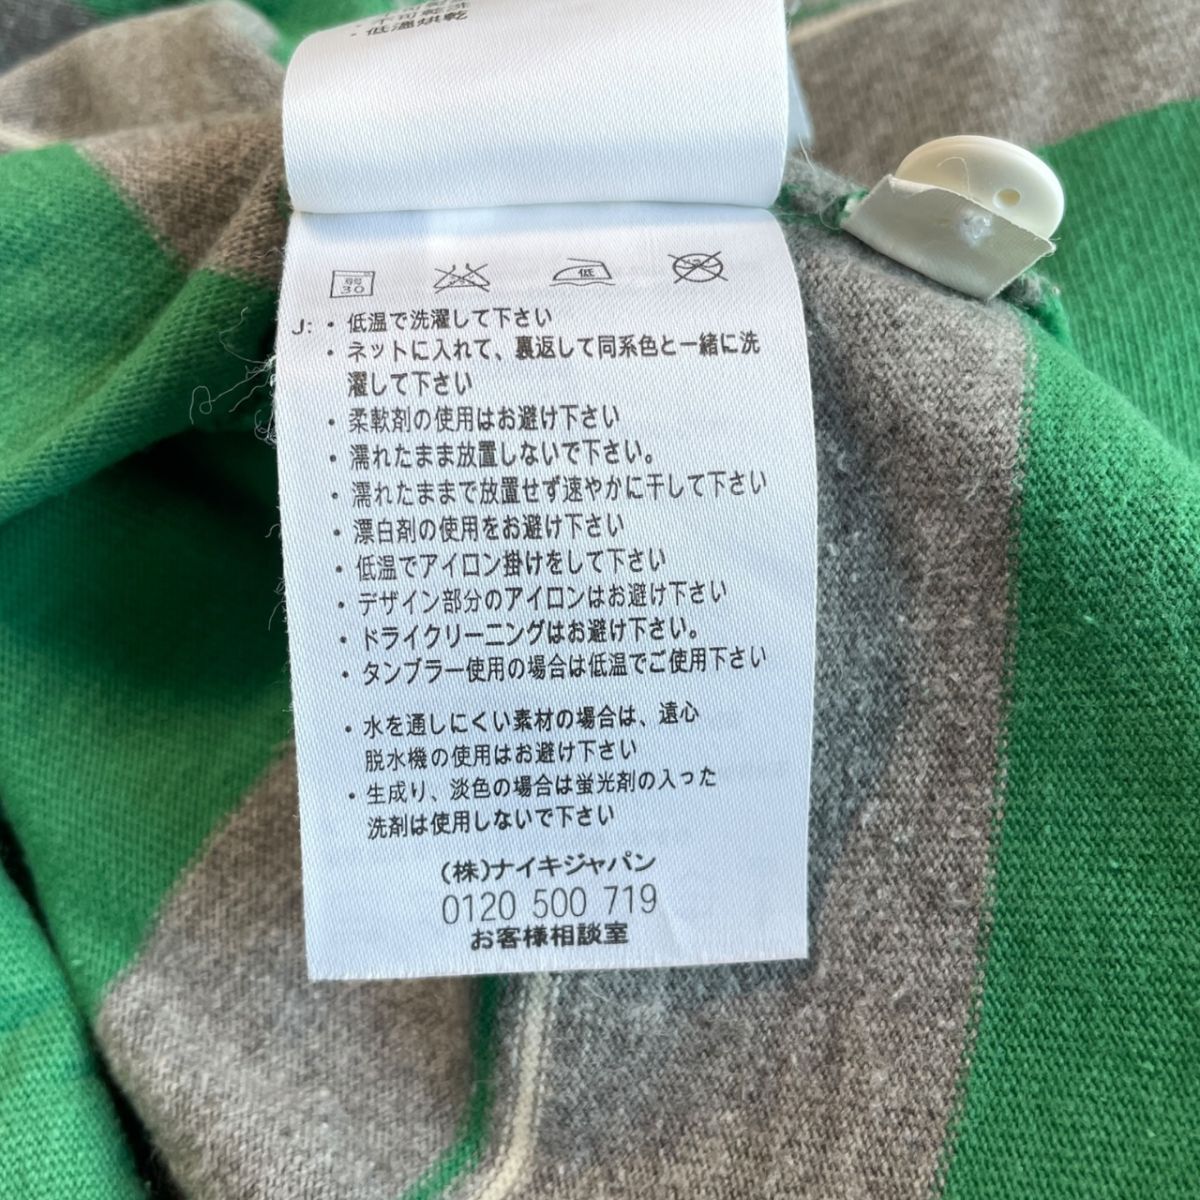 ・低溫烘乾
弱
30
低
J: ・低温で洗濯して下さい
・ネットに入れて、裏返して同系色と一緒に洗
濯して下さい
・柔軟剤の使用はお避け下さい
・濡れたまま放置しないで下さい。
・濡れたままで放置せず速やかに干して下さい
・漂白剤の使用をお避け下さい
・低温でアイロン掛けをして下さい
・デザイン部分のアイロンはお避け下さい
・ドライクリーニングはお避け下さい。
・タンブラー使用の場合は低温でご使用下さい
・水を通しにくい素材の場合は、遠心
脱水機の使用はお避け下さい
・生成り、淡色の場合は蛍光剤の入った
洗剤は使用しないで下さい
(株)ナイキジャパン
0120 500 719
お客様相談室